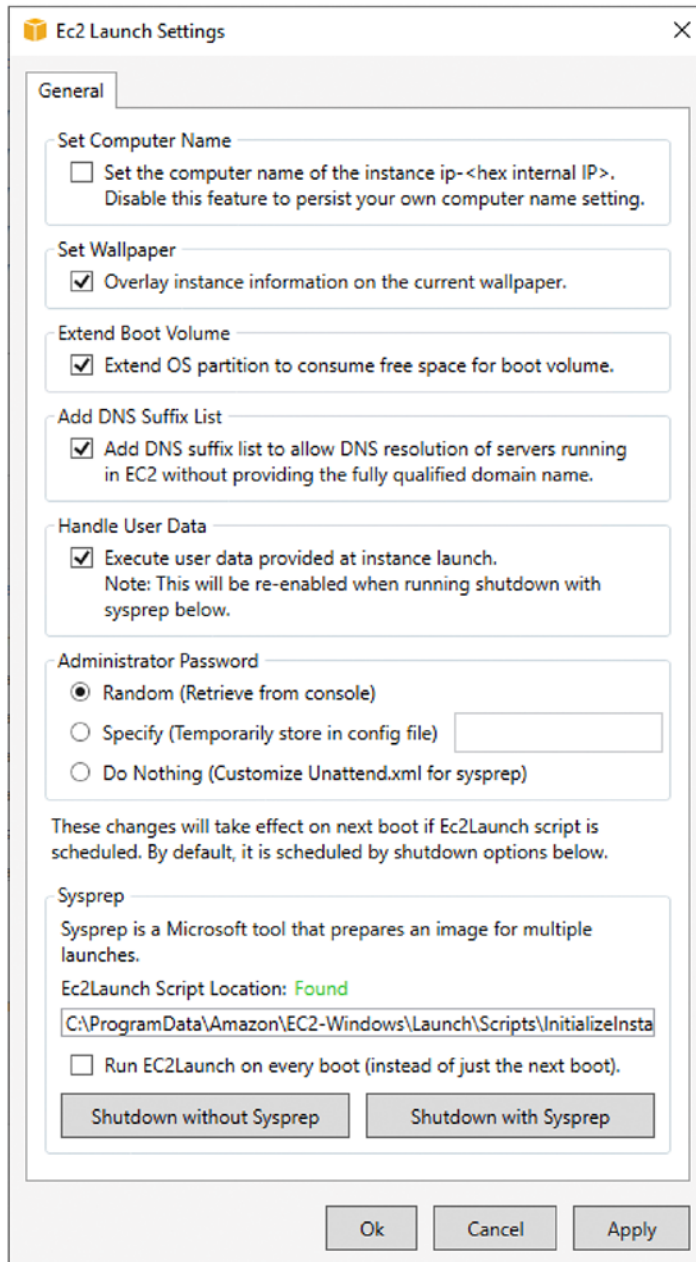 Ec2 Launch Settings
General
Set Computer Name
Set the computer name of the instance ip-<hex internal IP>.
Disable this feature to persist your own computer name setting.
Set Wallpaper
Overlay instance information on the current wallpaper.
Extend Boot Volume
Extend OS partition to consume free space for boot volume.
Add DNS Suffix List
Add DNS suffix list to allow DNS resolution of servers running
in EC2 without providing the fully qualified domain name.
Handle User Data
Execute user data provided at instance launch.
Note: This will be re-enabled when running shutdown with
sysprep below.
Administrator Password
Random (Retrieve from console)
Specify (Temporarily store in config file)
Do Nothing (Customize Unattend.xml for sysprep)
These changes will take effect on next boot if Ec2Launch script is
scheduled. By default, it is scheduled by shutdown options below.
Sysprep
Sysprep is a Microsoft tool that prepares an image for multiple
launches.
Ec2Launch Script Location: Found
C:\ProgramData\Amazon\EC2-Windows\Launch\Scripts\InitializeInsta
Run EC2Launch on every boot (instead of just the next boot).
Shutdown without Sysprep Shutdown with Sysprep
Ok Cancel Apply